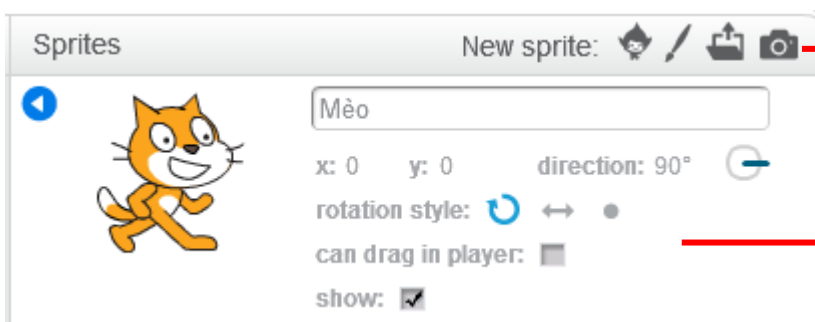 Sprites
New sprite:
Mèo
x: 0 y: 0 direction: 90°
rotation style:
can drag in player:
show: